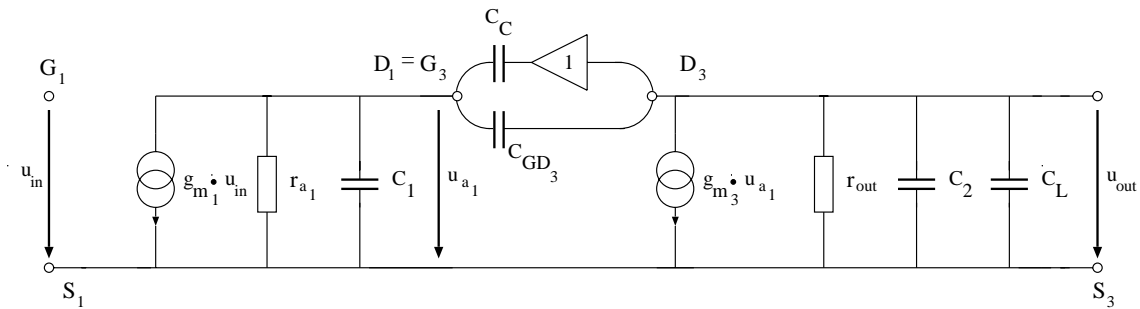 C_C
1
G_1
D_1 = G_3
D_3
C_GD_3
u_in
g_m_1 • u_in
r_a_1
C_1
u_a_1
g_m_3 • u_a_1
r_out
C_2
C_L
u_out
S_1
S_3